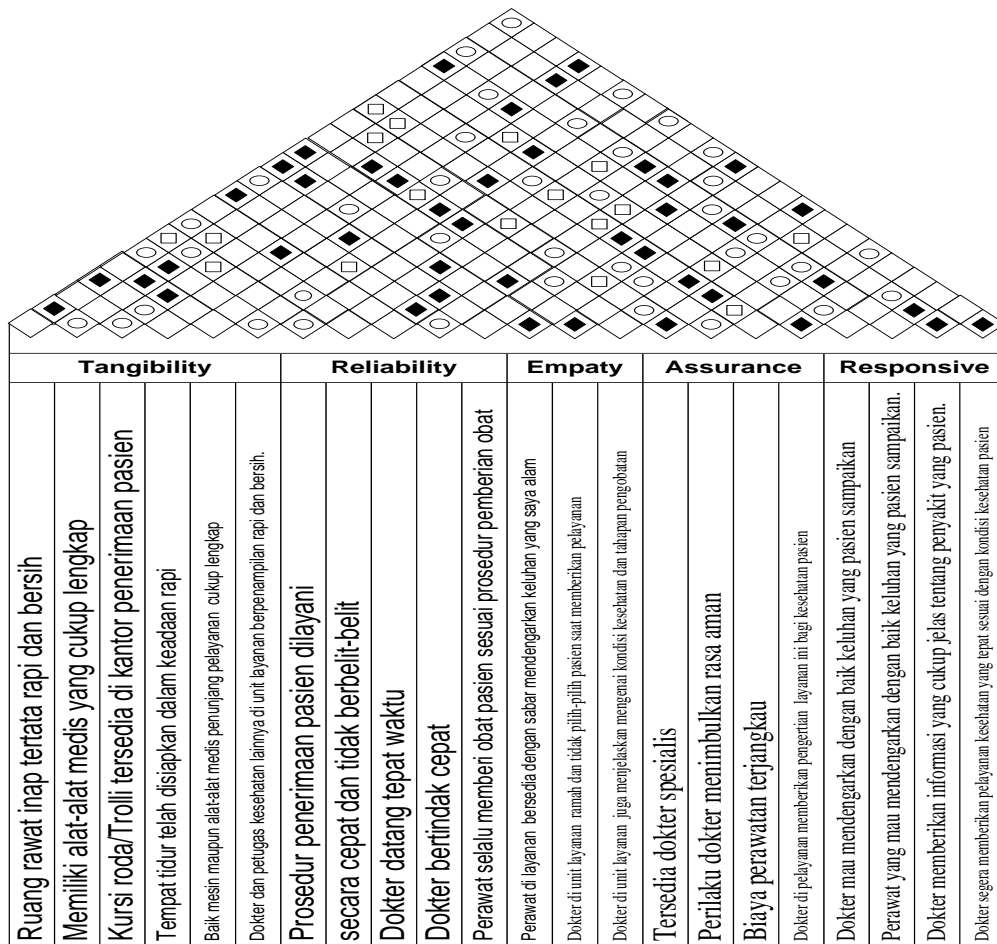 Tangibility
Reliability
Empaty
Assurance
Responsive
Ruang rawat inap tertata rapi dan bersih
Memiliki alat-alat medis yang cukup lengkap
Kursi roda/Trolli tersedia di kantor penerimaan pasien
Tempat tidur telah disiapkan dalam keadaan rapi
Baik mesin maupun alat-alat medis penunjang pelayanan cukup lengkap
Dokter dan petugas kesehatan lainnya di unit layanan berpenampilan rapi dan bersih.
Prosedur penerimaan pasien dilayani
secara cepat dan tidak berbelit-belit
Dokter datang tepat waktu
Dokter bertindak cepat
Perawat selalu memberi obat pasien sesuai prosedur pemberian obat
Perawat di layanan bersedia dengan sabar mendengarkan keluhan yang saya alam
Dokter di unit layanan ramah dan tidak pilih-pilih pasien saat memberikan pelayanan
Dokter di unit layanan juga menjelaskan mengenai kondisi kesehatan dan tahapan pengobatan
Tersedia dokter spesialis
Perilaku dokter menimbulkan rasa aman
Biaya perawatan terjangkau
Dokter di pelayanan memberikan pengertian layanan ini bagi kesehatan pasien
Dokter mau mendengarkan dengan baik keluhan yang pasien sampaikan
Perawat yang mau mendengarkan dengan baik keluhan yang pasien sampaikan.
Dokter memberikan informasi yang cukup jelas tentang penyakit yang pasien.
Dokter segera memberikan pelayanan kesehatan yang tepat sesuai dengan kondisi kesehatan pasien